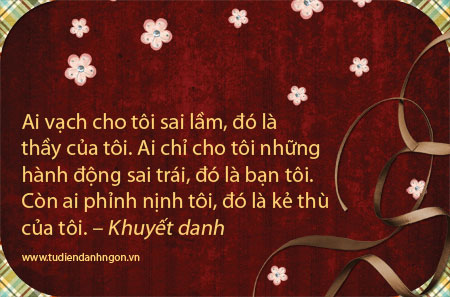 Ai vạch cho tôi sai lầm, đó là
thầy của tôi. Ai chỉ cho tôi những
hành động sai trái, đó là bạn tôi.
Còn ai phỉnh nịnh tôi, đó là kẻ thù
của tôi. – Khuyết danh
www.tudiendanhngon.vn